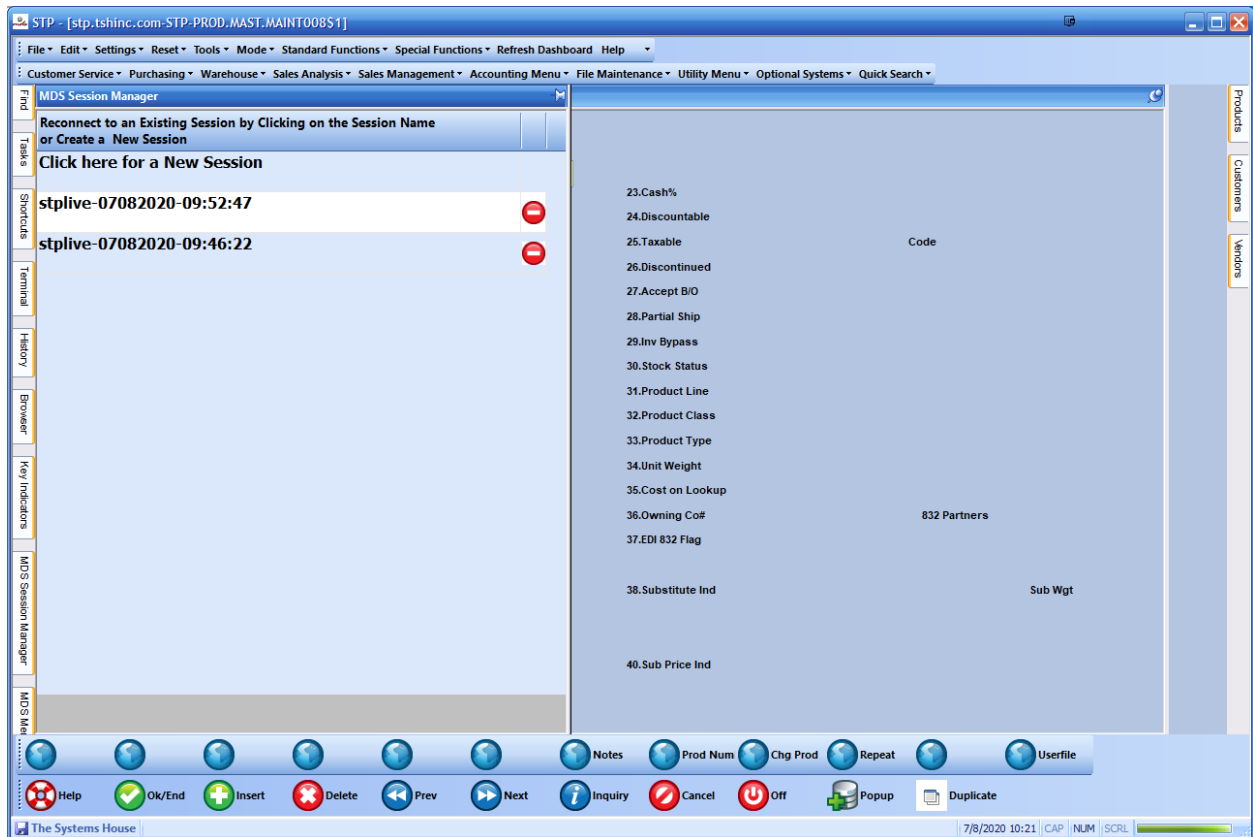 STP - [stp.tshinc.com-STP-PROD.MAST.MAINT008$1]
File Edit Settings Reset Tools Mode Standard Functions Special Functions Refresh Dashboard Help
Customer Service Purchasing Warehouse Sales Analysis Sales Management Accounting Menu File Maintenance Utility Menu Optional Systems Quick Search
Find
Tasks
Shortcuts
Terminal
History
Browser
Key Indicators
MDS Session Manager
MDS Me
MDS Session Manager
Reconnect to an Existing Session by Clicking on the Session Name
or Create a New Session
Click here for a New Session
stplive-07082020-09:52:47
stplive-07082020-09:46:22
23.Cash%
24.Discountable
25.Taxable Code
26.Discontinued
27.Accept B/O
28.Partial Ship
29.Inv Bypass
30.Stock Status
31.Product Line
32.Product Class
33.Product Type
34.Unit Weight
35.Cost on Lookup
36.Owning Co# 832 Partners
37.EDI 832 Flag
38.Substitute Ind Sub Wgt
40.Sub Price Ind
Products
Customers
Vendors
Notes Prod Num Chg Prod Repeat Userfile
Help Ok/End Insert Delete Prev Next Inquiry Cancel Off Popup Duplicate
The Systems House 7/8/2020 10:21 CAP NUM SCRL